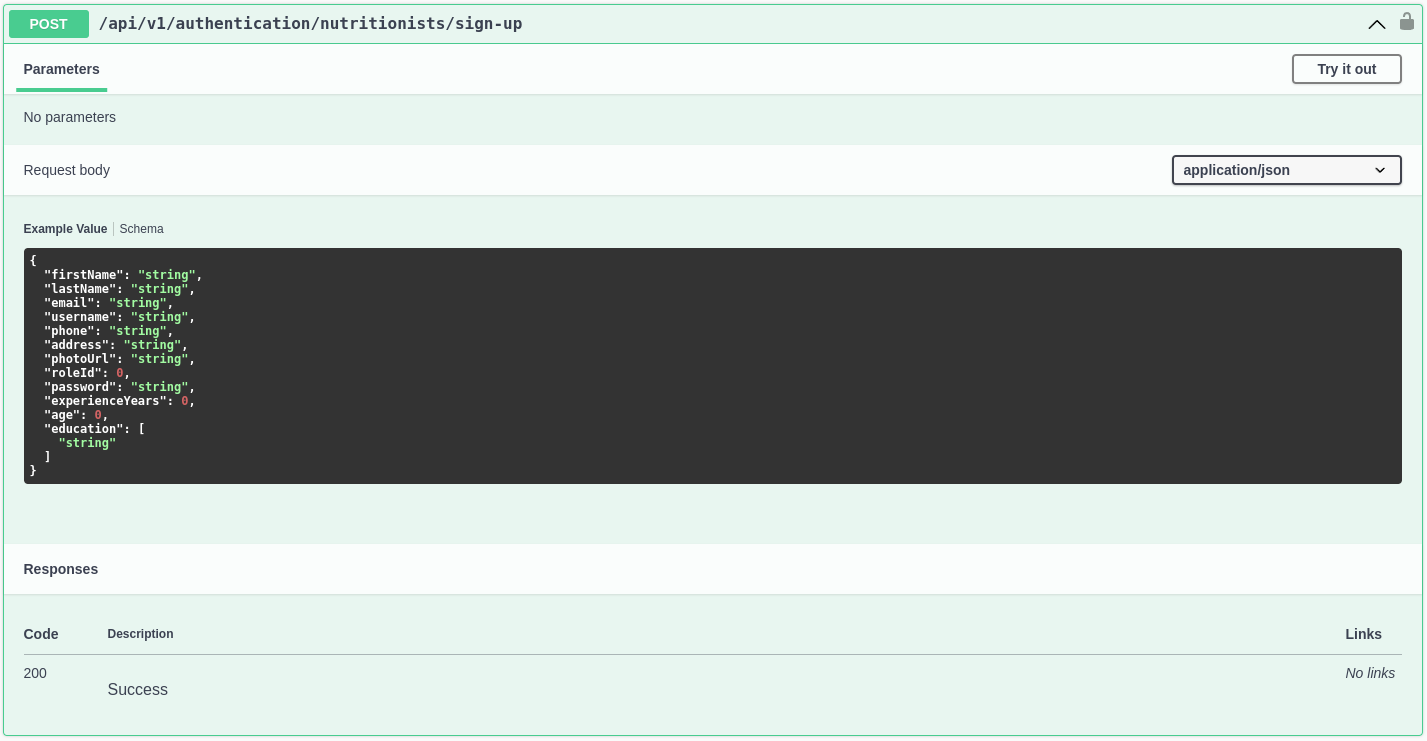 POST /api/v1/authentication/nutritionists/sign-up
Parameters Try it out
No parameters
Request body application/json
Example Value Schema
{
  "firstName": "string",
  "lastName": "string",
  "email": "string",
  "username": "string",
  "phone": "string",
  "address": "string",
  "photoUrl": "string",
  "roleId": 0,
  "password": "string",
  "experienceYears": 0,
  "age": 0,
  "education": [
    "string"
  ]
}
Responses
Code Description Links
200 Success No links